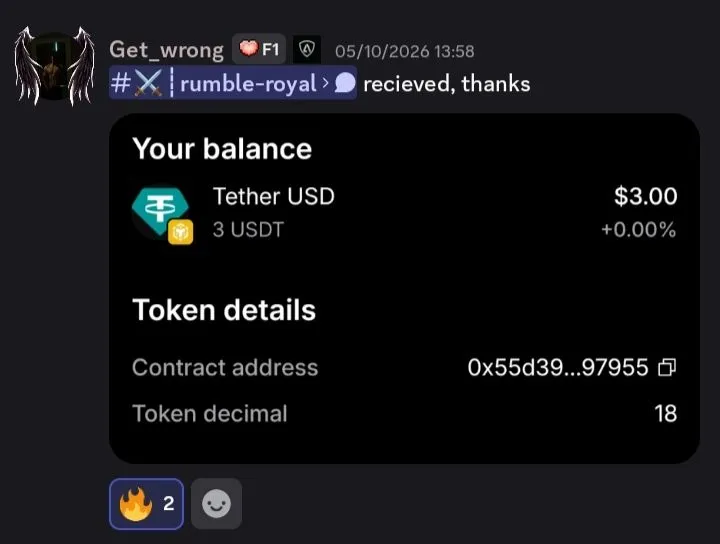 Get_wrong F1 05/10/2026 13:58
#⚔️┆rumble-royal › recieved, thanks
Your balance
Tether USD $3.00
3 USDT +0.00%
Token details
Contract address 0x55d39...97955
Token decimal 18
🔥 2